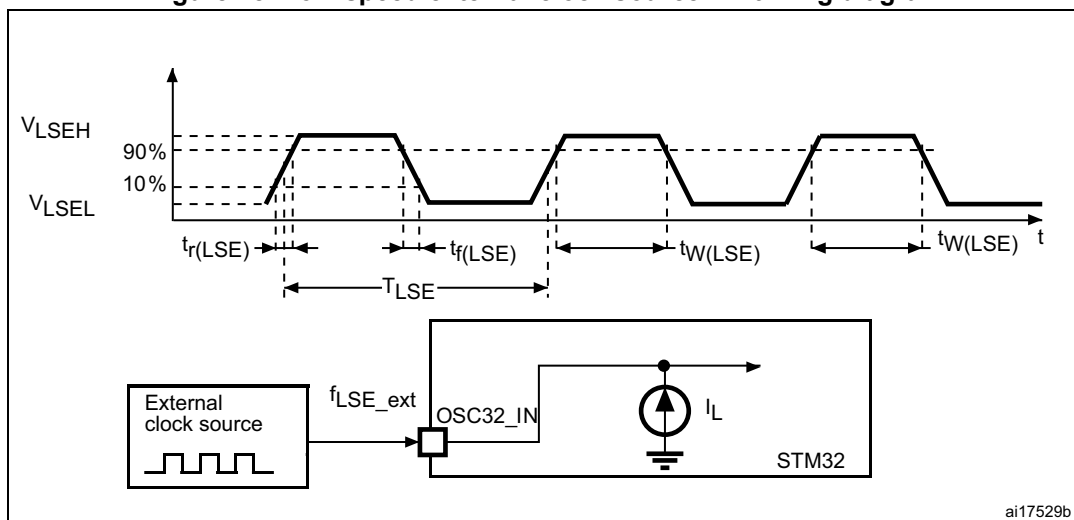 VLSEH
90%
10%
VLSEL
tr(LSE)
tf(LSE)
tW(LSE)
tW(LSE)
t
TLSE
External
clock source
fLSE_ext
OSC32_IN
IL
STM32
ai17529b